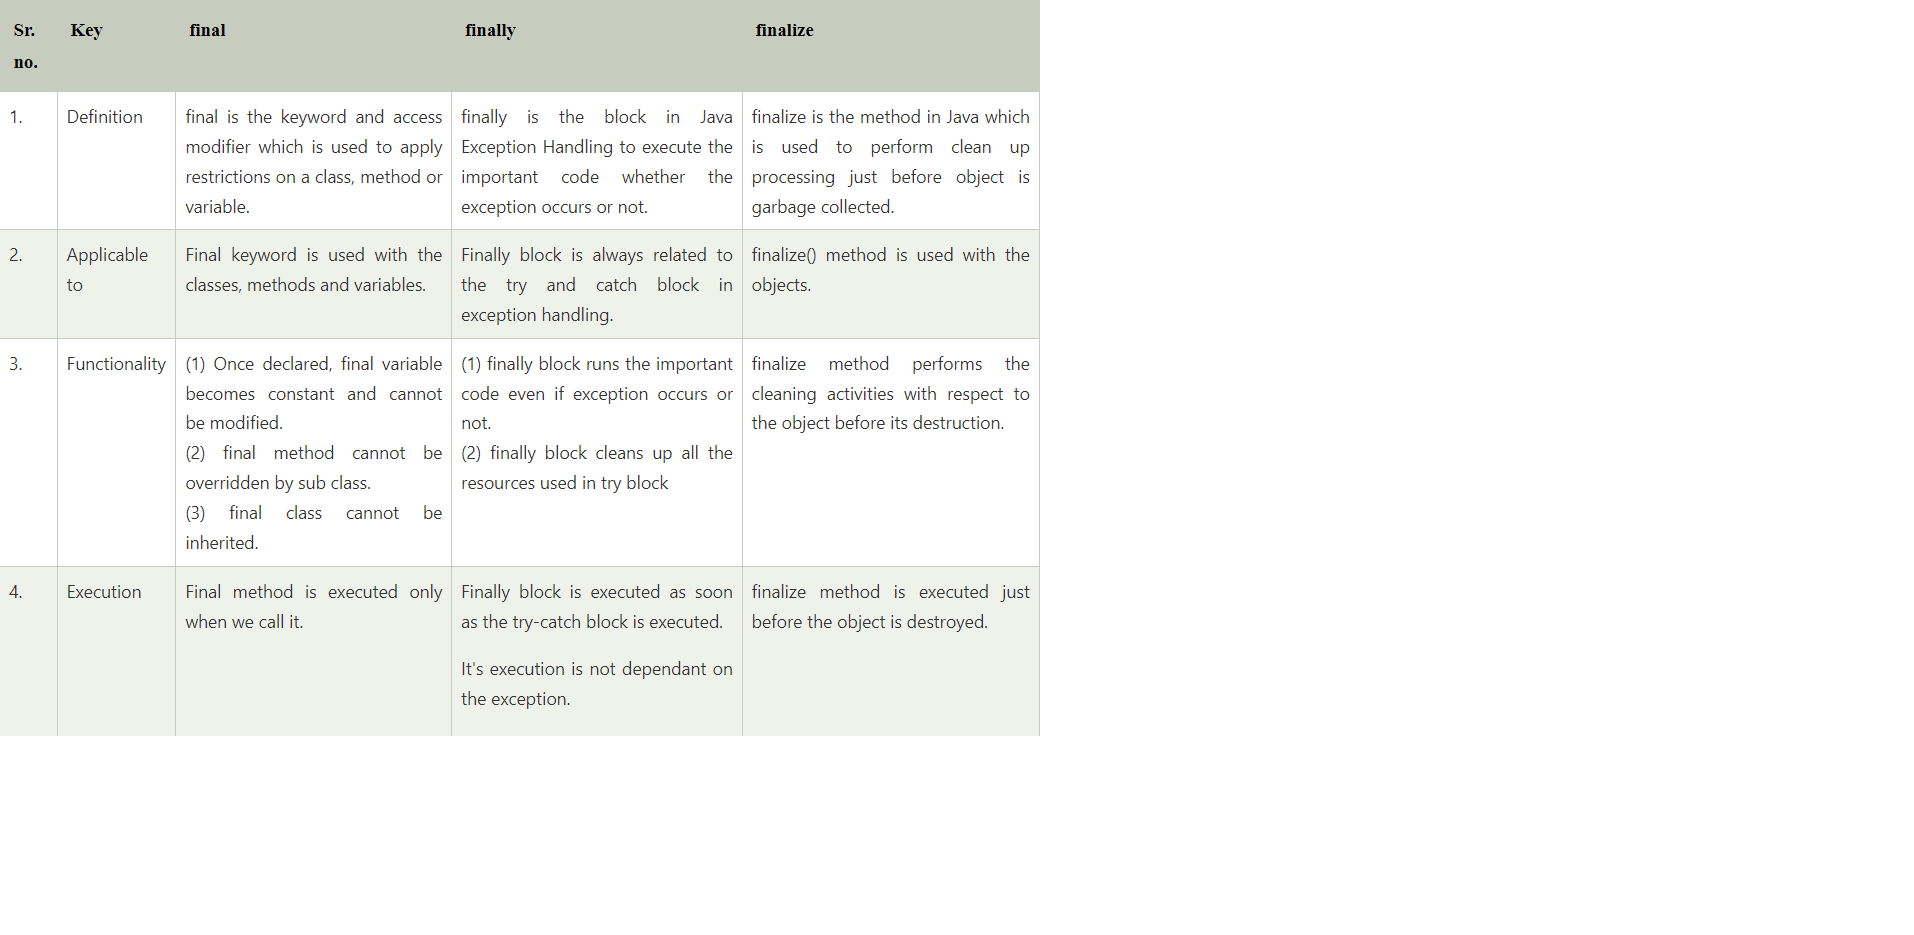 Sr.
no.
Key
final
finally
finalize
1.
Definition
final is the keyword and access
modifier which is used to apply
restrictions on a class, method or
variable.
finally is the block in Java
Exception Handling to execute the
important code whether the
exception occurs or not.
finalize is the method in Java which
is used to perform clean up
processing just before object is
garbage collected.
2.
Applicable
to
Final keyword is used with the
classes, methods and variables.
Finally block is always related to
the try and catch block in
exception handling.
finalize() method is used with the
objects.
3.
Functionality
(1) Once declared, final variable
becomes constant and cannot
be modified.
(2) final method cannot be
overridden by sub class.
(3) final class cannot be
inherited.
(1) finally block runs the important
code even if exception occurs or
not.
(2) finally block cleans up all the
resources used in try block
finalize method performs the
cleaning activities with respect to
the object before its destruction.
4.
Execution
Final method is executed only
when we call it.
Finally block is executed as soon
as the try-catch block is executed.
It's execution is not dependant on
the exception.
finalize method is executed just
before the object is destroyed.